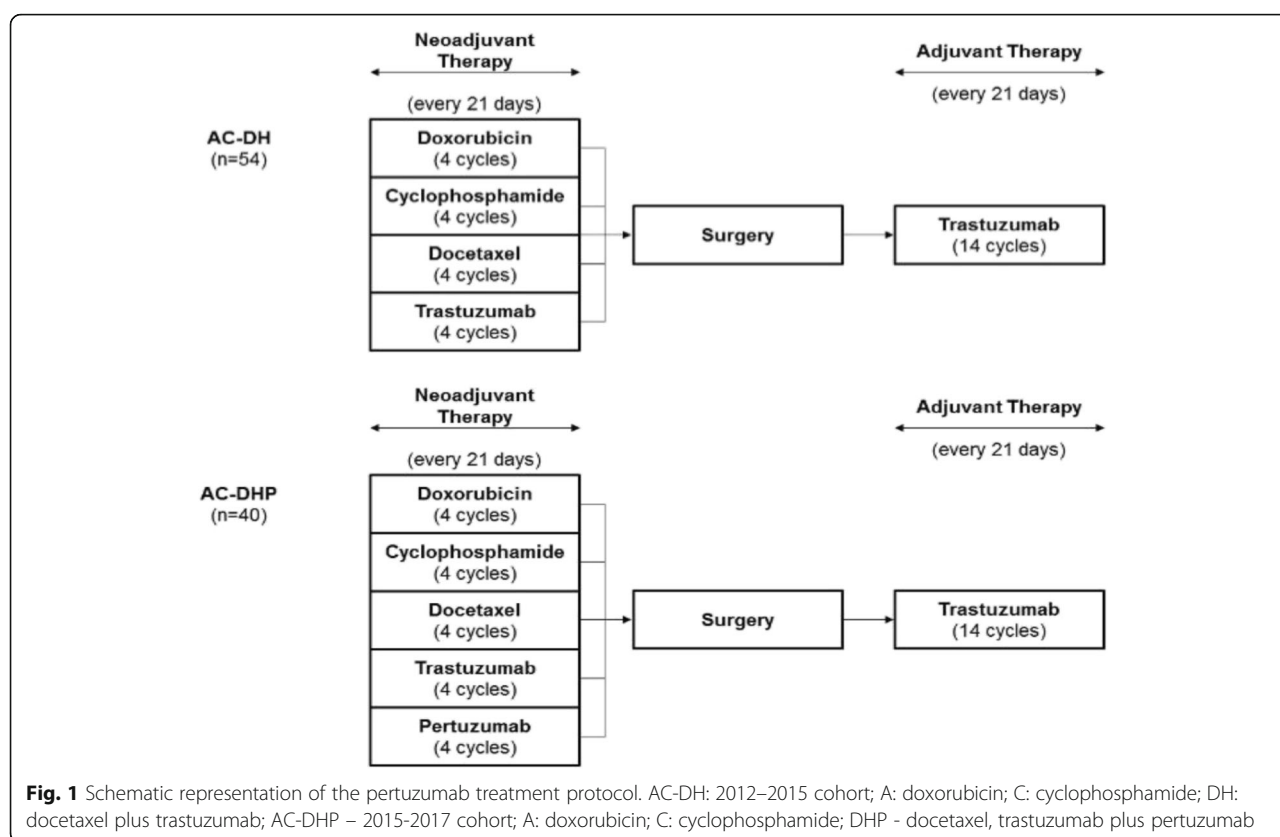 Neoadjuvant
Therapy
Adjuvant Therapy
(every 21 days)
(every 21 days)
AC-DH
(n=54)
Doxorubicin
(4 cycles)
Cyclophosphamide
(4 cycles)
Docetaxel
(4 cycles)
Trastuzumab
(4 cycles)
Surgery
Trastuzumab
(14 cycles)
Neoadjuvant
Therapy
Adjuvant Therapy
(every 21 days)
(every 21 days)
AC-DHP
(n=40)
Doxorubicin
(4 cycles)
Cyclophosphamide
(4 cycles)
Docetaxel
(4 cycles)
Trastuzumab
(4 cycles)
Pertuzumab
(4 cycles)
Surgery
Trastuzumab
(14 cycles)
Fig. 1 Schematic representation of the pertuzumab treatment protocol. AC-DH: 2012–2015 cohort; A: doxorubicin; C: cyclophosphamide; DH:
docetaxel plus trastuzumab; AC-DHP – 2015-2017 cohort; A: doxorubicin; C: cyclophosphamide; DHP - docetaxel, trastuzumab plus pertuzumab